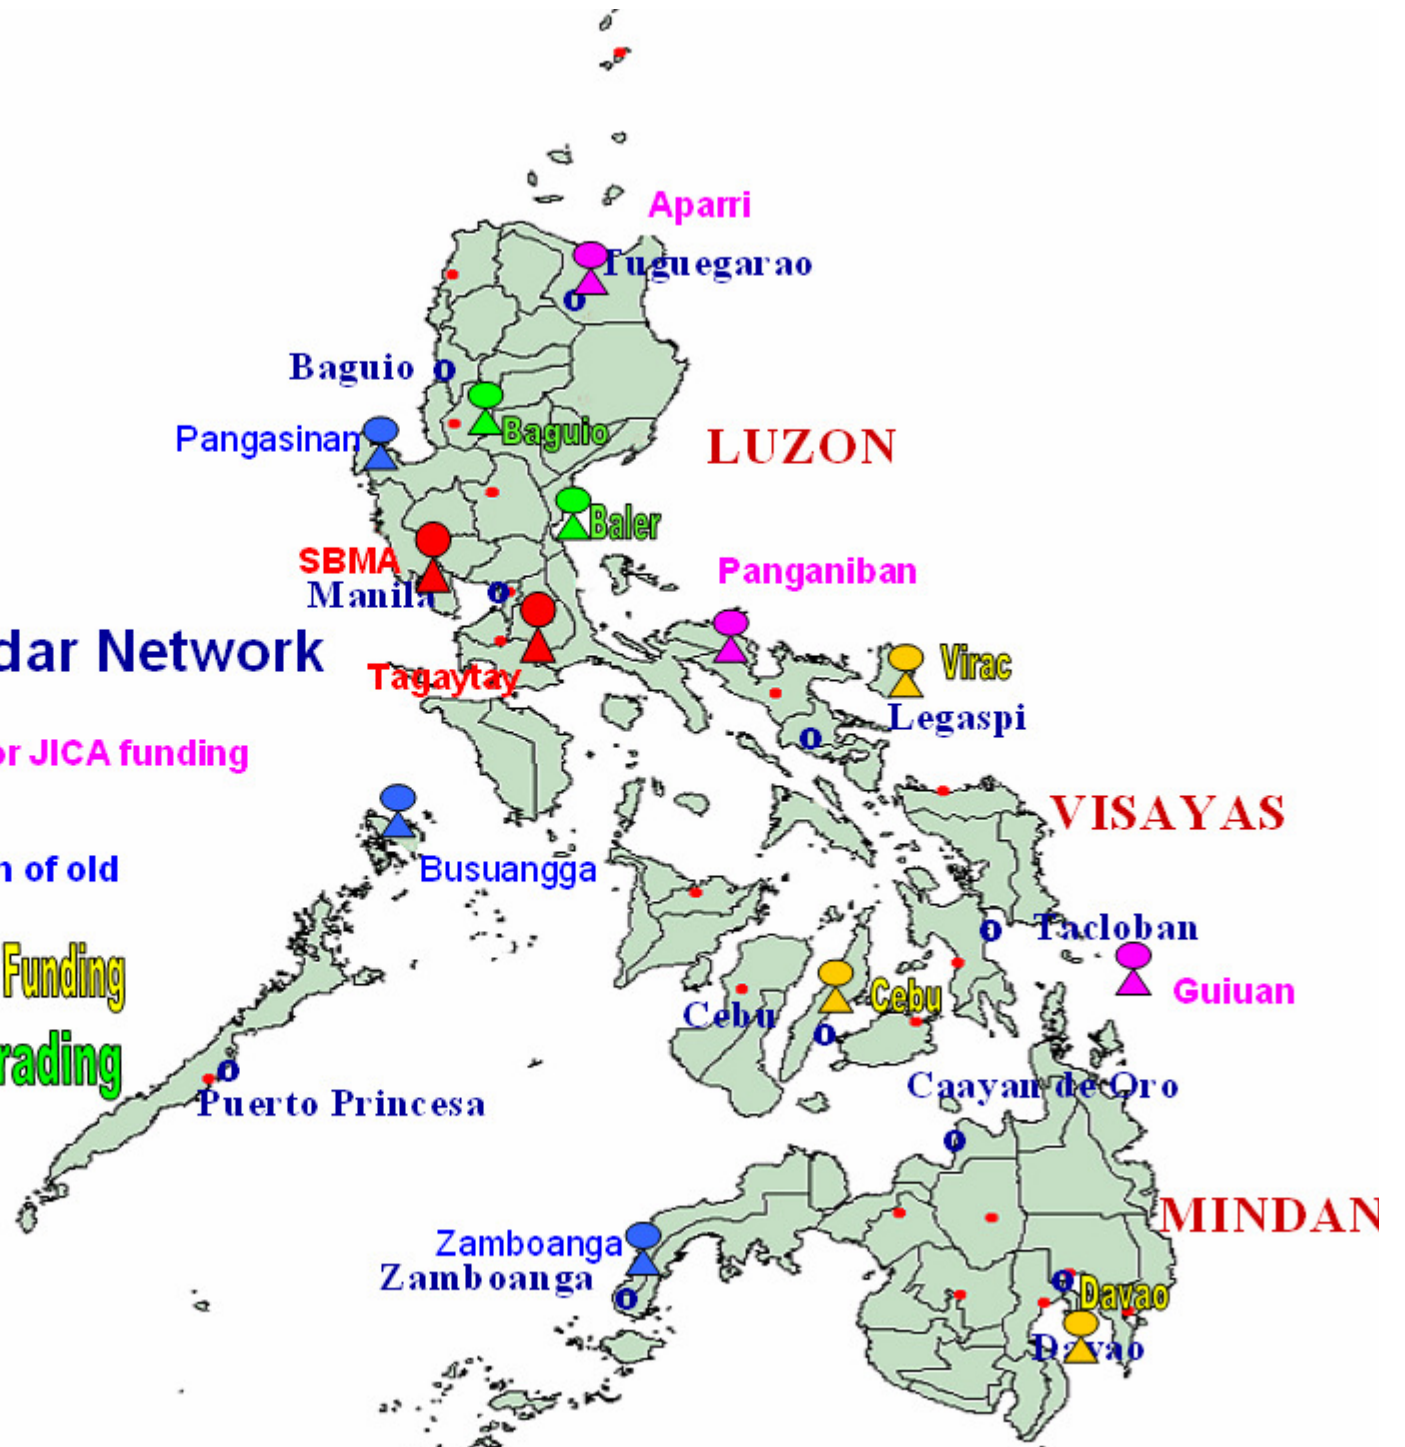 Aparri
Tuguegarao
Baguio
Pangasinan
Baguio
LUZON
Baler
SBMA
Manila
Panganiban
dar Network
Tagaytay
Virac
Legaspi
or JICA funding
VISAYAS
n of old
Busuangga
Tacloban
Funding
Cebu
Guiuan
Cebu
rading
Caayan de Oro
Puerto Princesa
MINDAN
Zamboanga
Zamboanga
Davao
Davao